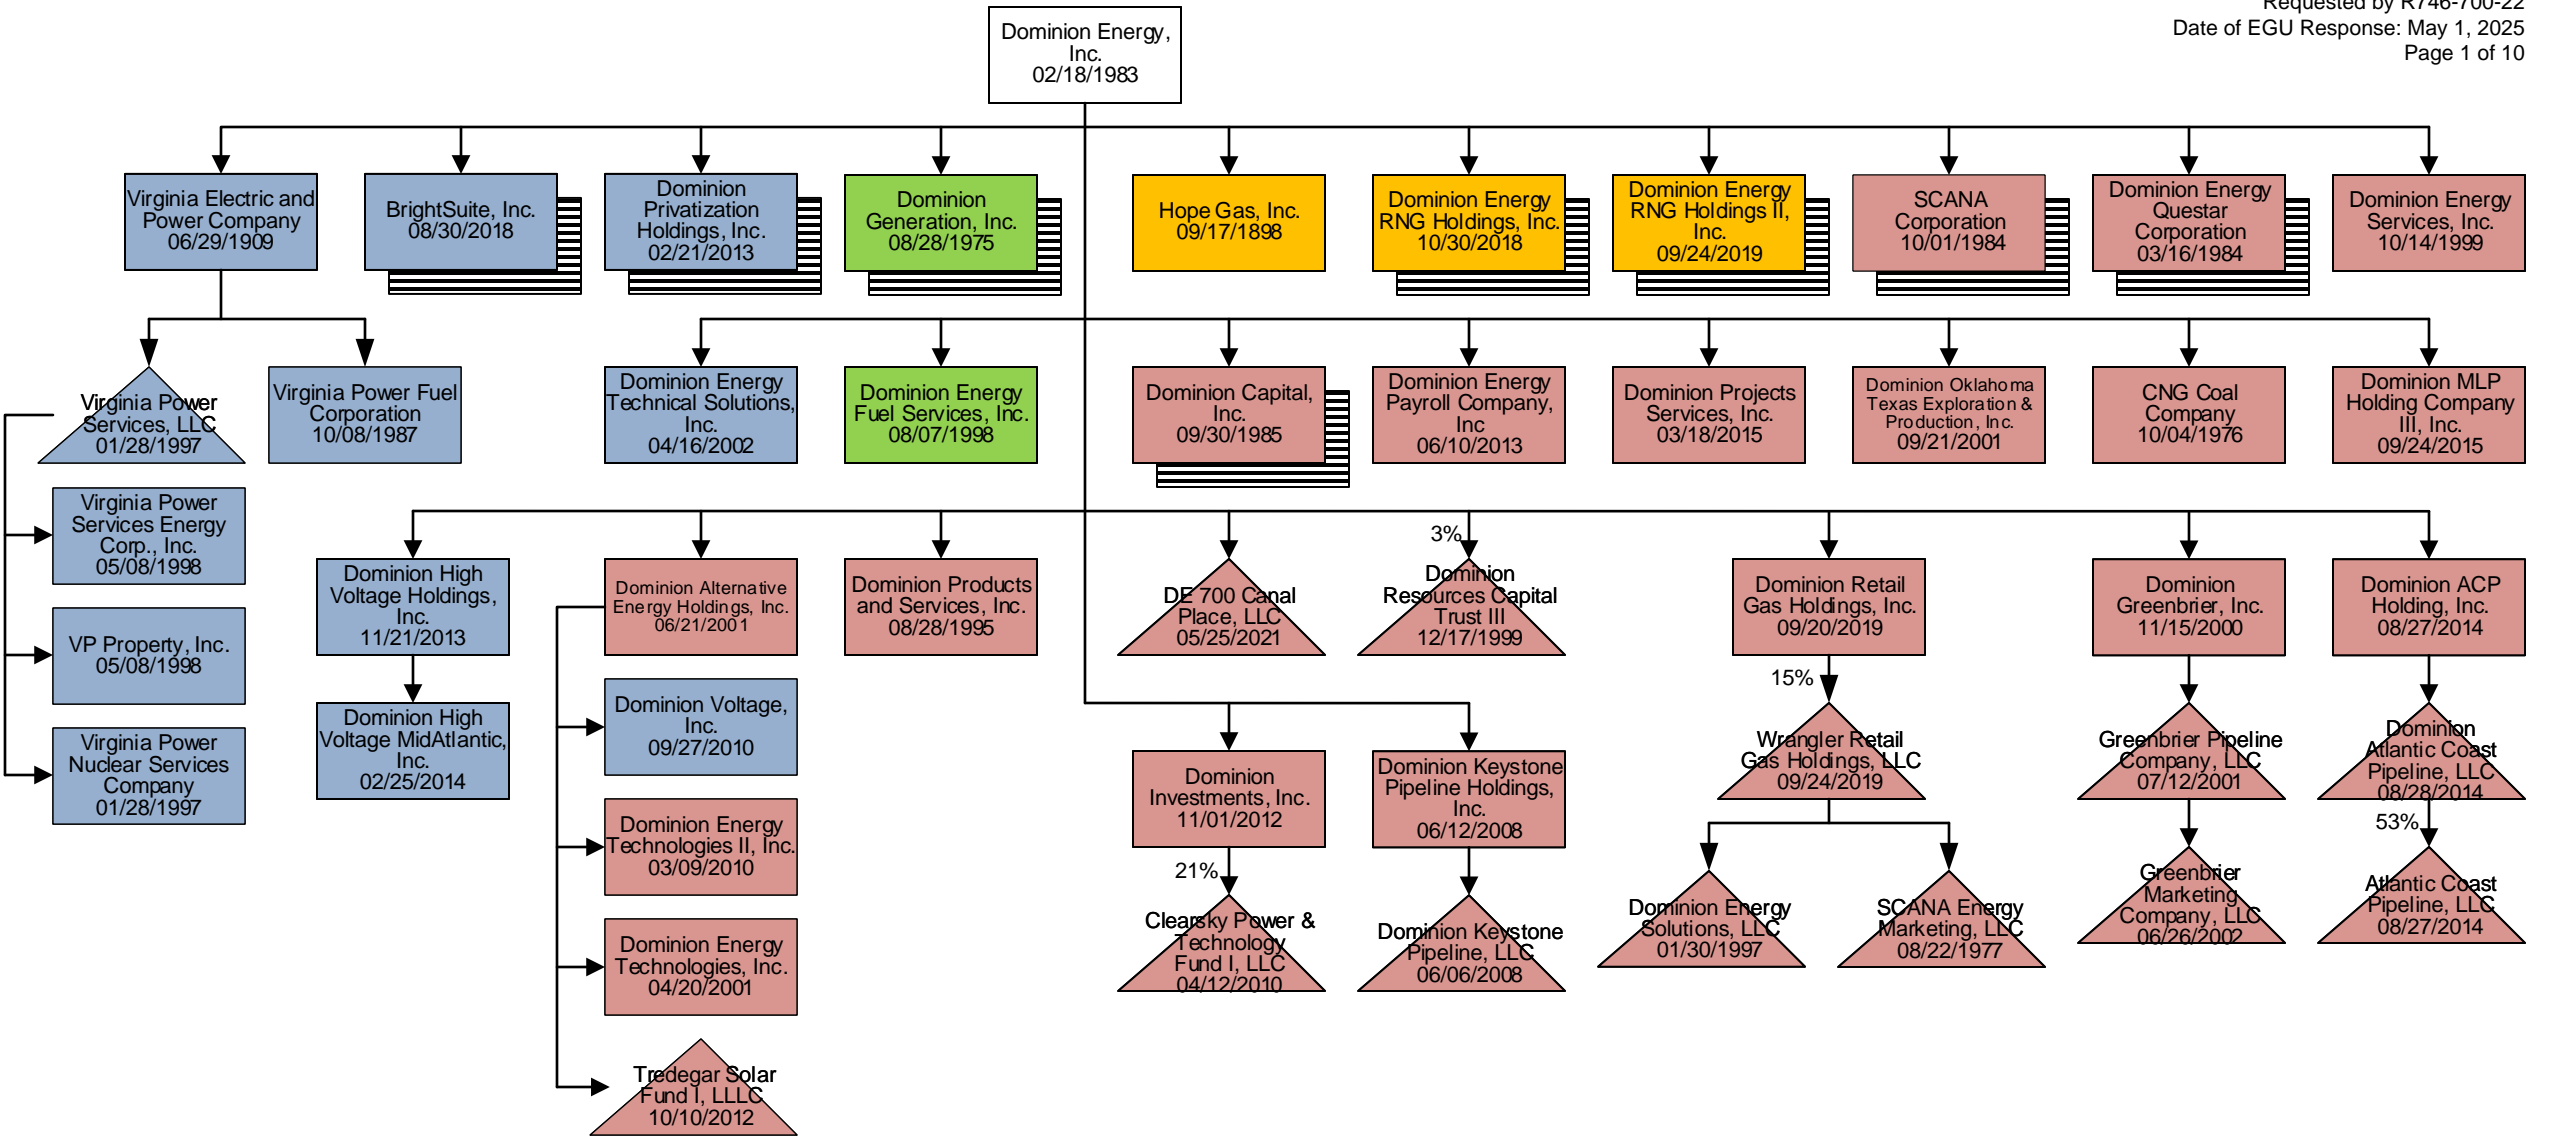 Requested by R746-700-22
Date of EGU Response: May 1, 2025
Page 1 of 10
Dominion Energy,
Inc.
02/18/1983
Virginia Electric and
Power Company
06/29/1909
BrightSuite, Inc.
08/30/2018
Dominion
Privatization
Holdings, Inc.
02/21/2013
Dominion
Generation, Inc.
08/28/1975
Hope Gas, Inc.
09/17/1898
Dominion Energy
RNG Holdings, Inc.
10/30/2018
Dominion Energy
RNG Holdings II,
Inc.
09/24/2019
SCANA
Corporation
10/01/1984
Dominion Energy
Questar
Corporation
03/16/1984
Dominion Energy
Services, Inc.
10/14/1999
Virginia Power
Services, LLC
01/28/1997
Virginia Power Fuel
Corporation
10/08/1987
Dominion Energy
Technical Solutions,
Inc.
04/16/2002
Dominion Energy
Fuel Services, Inc.
08/07/1998
Dominion Capital,
Inc.
09/30/1985
Dominion Energy
Payroll Company,
Inc
06/10/2013
Dominion Projects
Services, Inc.
03/18/2015
Dominion Oklahoma
Texas Exploration &
Production, Inc.
09/21/2001
CNG Coal
Company
10/04/1976
Dominion MLP
Holding Company
III, Inc.
09/24/2015
Virginia Power
Services Energy
Corp., Inc.
05/08/1998
VP Property, Inc.
05/08/1998
Virginia Power
Nuclear Services
Company
01/28/1997
Dominion High
Voltage Holdings,
Inc.
11/21/2013
Dominion High
Voltage MidAtlantic,
Inc.
02/25/2014
Dominion Alternative
Energy Holdings, Inc.
06/21/2001
Dominion Voltage,
Inc.
09/27/2010
Dominion Energy
Technologies II, Inc.
03/09/2010
Dominion Energy
Technologies, Inc.
04/20/2001
Tredegar Solar
Fund I, LLLC
10/10/2012
Dominion Products
and Services, Inc.
08/28/1995
DE 700 Canal
Place, LLC
05/25/2021
3%
Dominion
Resources Capital
Trust III
12/17/1999
Dominion Retail
Gas Holdings, Inc.
09/20/2019
15%
Wrangler Retail
Gas Holdings, LLC
09/24/2019
Dominion Energy
Solutions, LLC
01/30/1997
SCANA Energy
Marketing, LLC
08/22/1977
Dominion
Greenbrier, Inc.
11/15/2000
Greenbrier Pipeline
Company, LLC
07/12/2001
Greenbrier
Marketing
Company, LLC
06/26/2002
Dominion ACP
Holding, Inc.
08/27/2014
Dominion
Atlantic Coast
Pipeline, LLC
08/28/2014
53%
Atlantic Coast
Pipeline, LLC
08/27/2014
Dominion
Investments, Inc.
11/01/2012
21%
Clearsky Power &
Technology
Fund I, LLC
04/12/2010
Dominion Keystone
Pipeline Holdings,
Inc.
06/12/2008
Dominion Keystone
Pipeline, LLC
06/06/2008